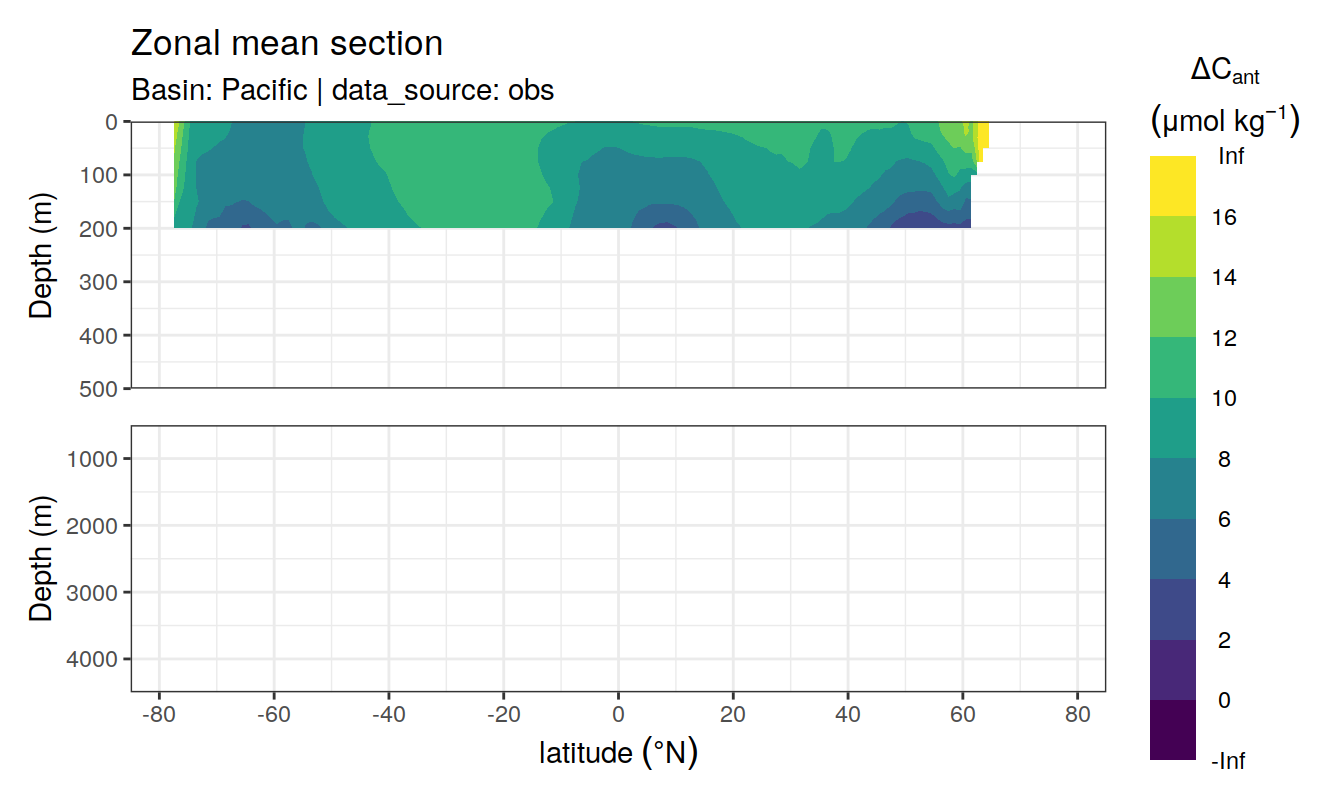 Zonal mean section
Basin: Pacific | data_source: obs
0
100
200
300
400
500
Depth (m)
1000
2000
3000
4000
Depth (m)
-80 -60 -40 -20 0 20 40 60 80
latitude (°N)
ΔCant
(μmol kg⁻¹)
Inf
16
14
12
10
8
6
4
2
0
-Inf